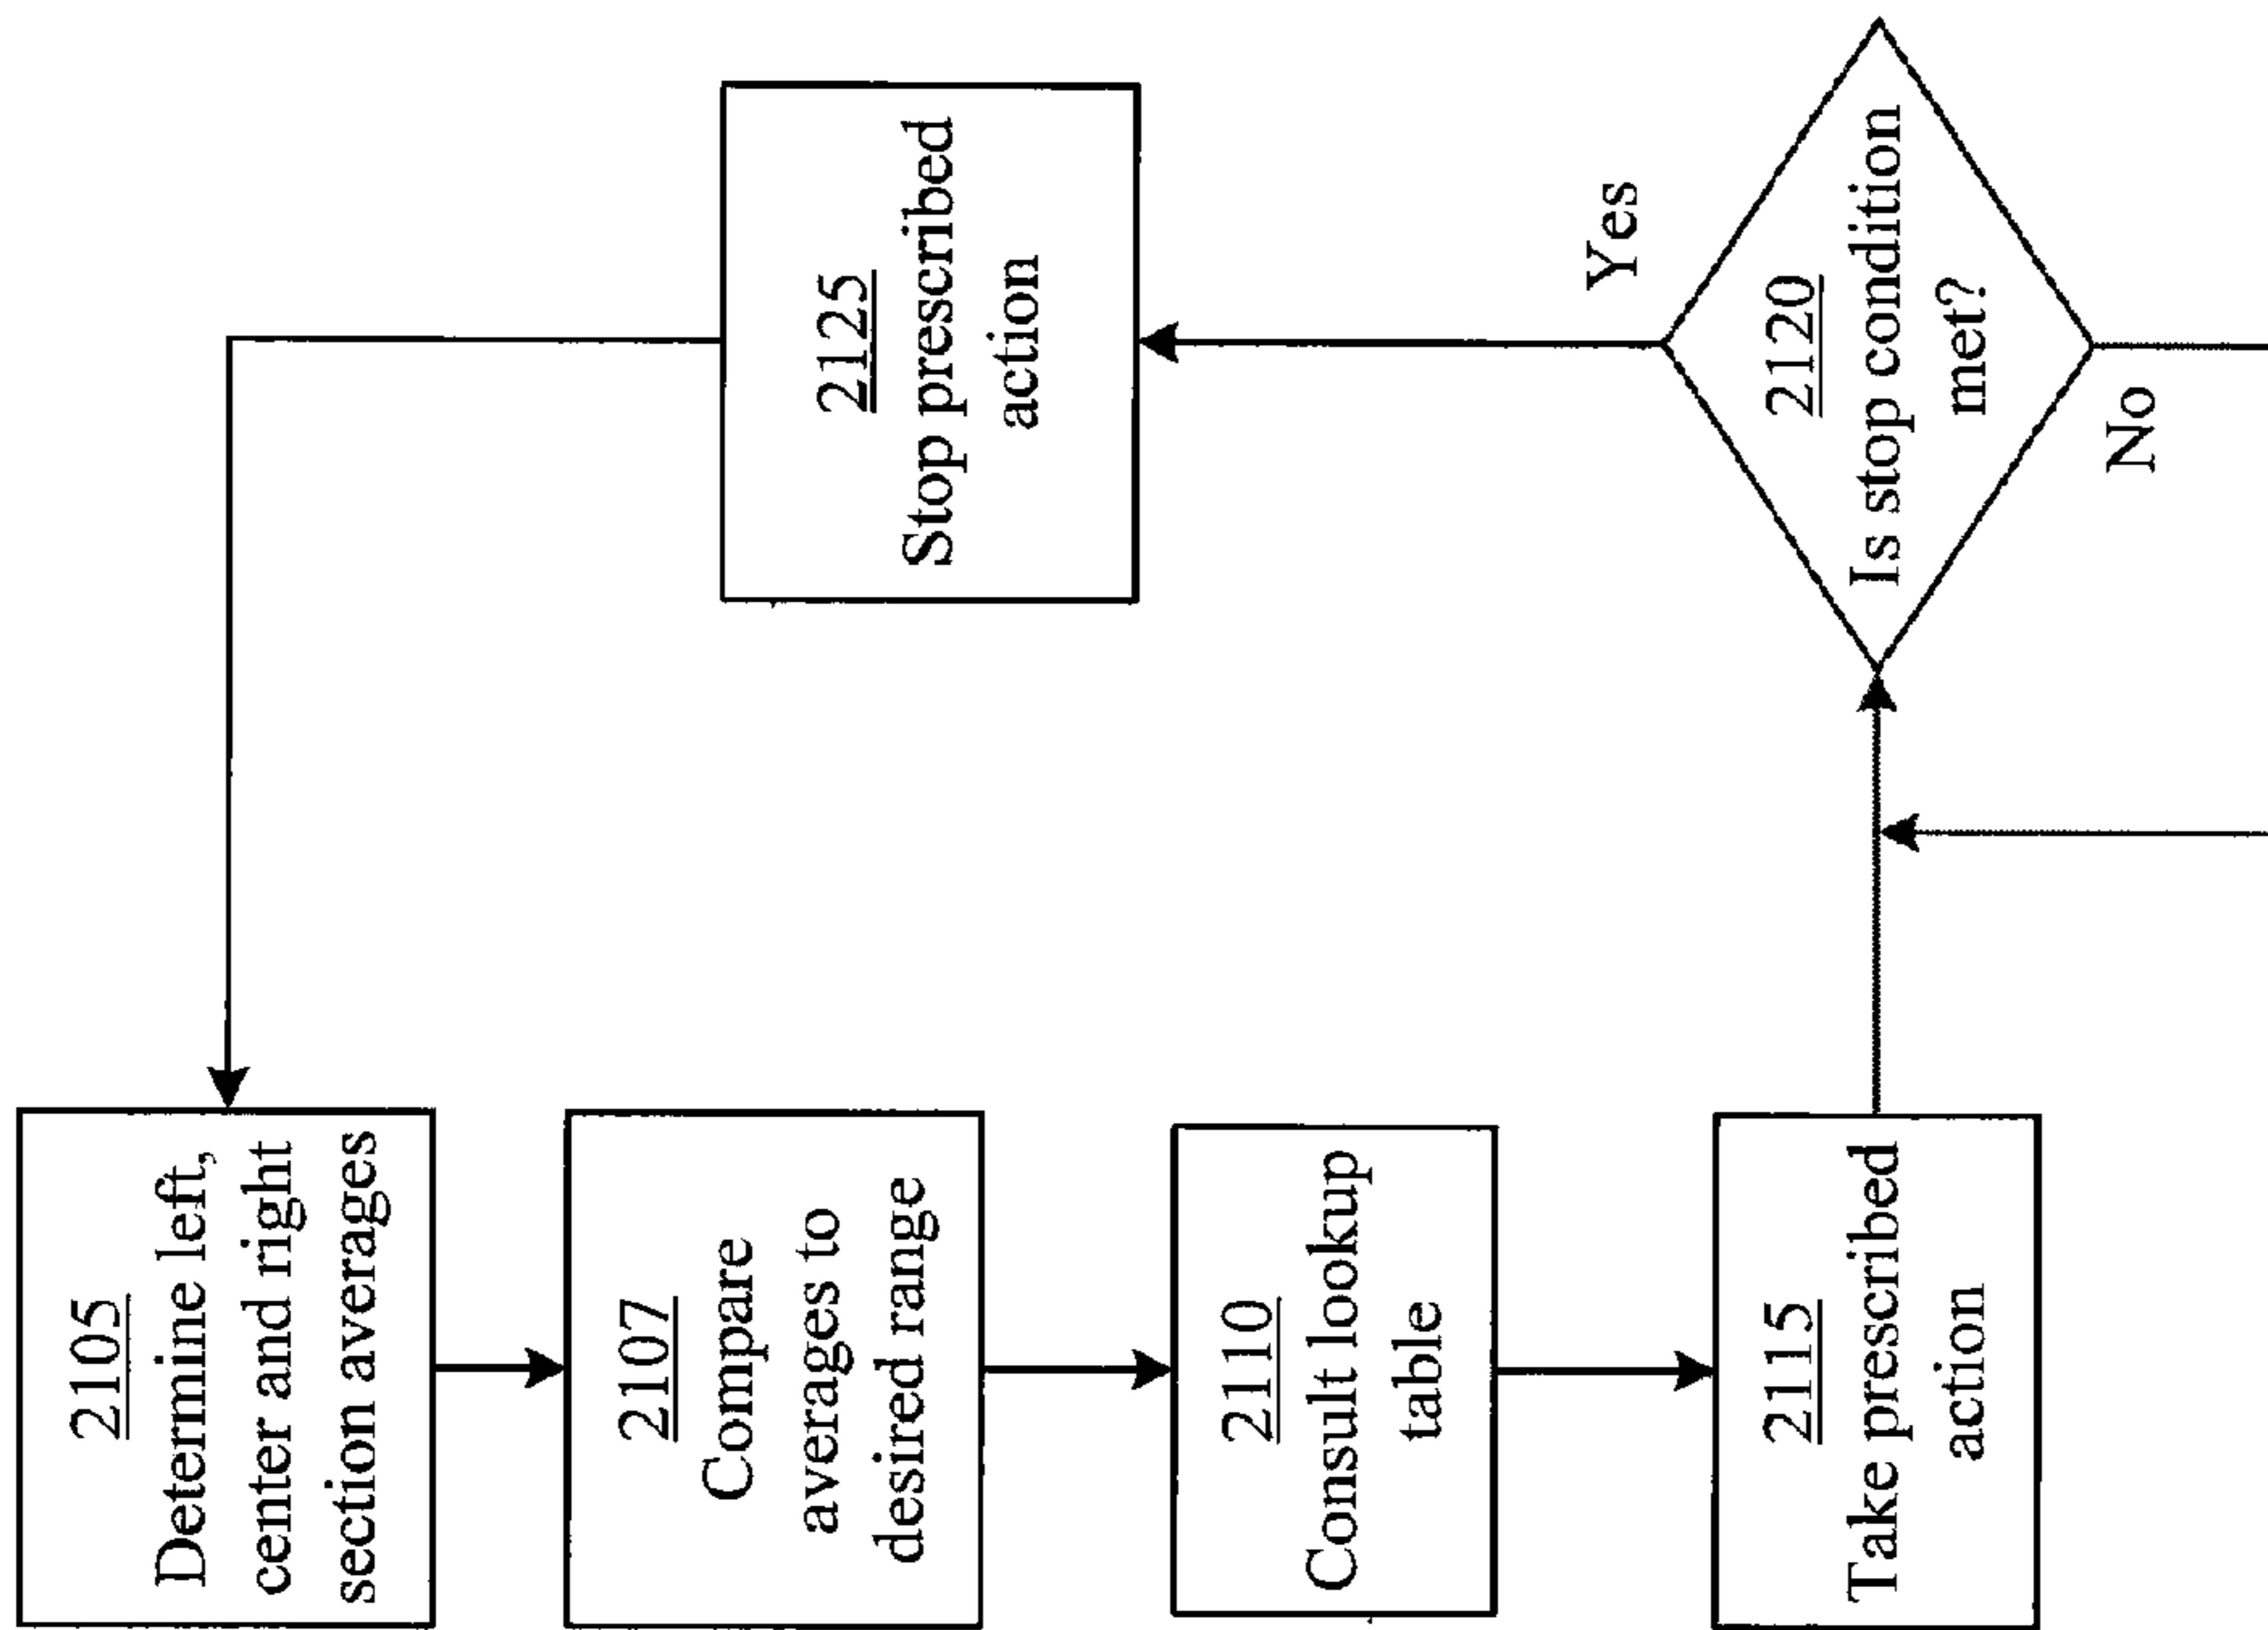 2105
Determine left,
center and right
section averages
2107
Compare
averages to
desired range
2110
Consult lookup
table
2115
Take prescribed
action
2120
Is stop condition
met?
Yes
No
2125
Stop prescribed
action